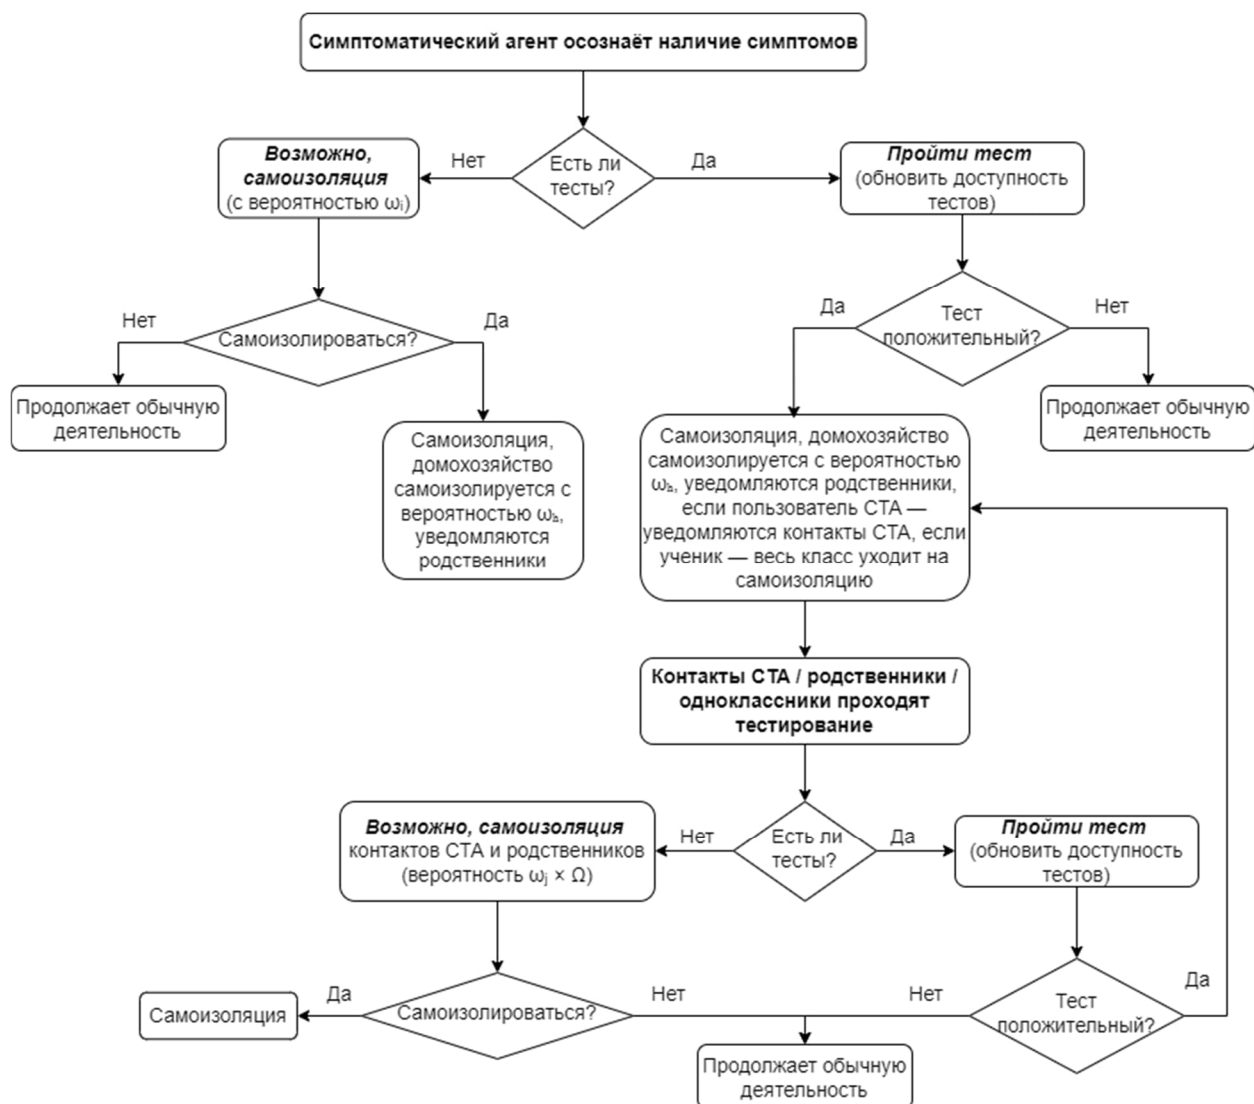 Симптоматический агент осознаёт наличие симптомов
Возможно,
самоизоляция
(с вероятностью ωᵢ)
Нет
Есть ли
тесты?
Да
Пройти тест
(обновить доступность
тестов)
Нет
Самоизолироваться?
Да
Да
Тест
положительный?
Нет
Продолжает обычную
деятельность
Самоизоляция,
домохозяйство
самоизолируется с
вероятностью ωₕ,
уведомляются
родственники
Самоизоляция, домохозяйство
самоизолируется с вероятностью
ωₕ, уведомляются родственники,
если пользователь СТА —
уведомляются контакты СТА, если
ученик — весь класс уходит на
самоизоляцию
Продолжает обычную
деятельность
Контакты СТА / родственники /
одноклассники проходят
тестирование
Возможно, самоизоляция
контактов СТА и родственников
(вероятность ωⱼ × Ω)
Нет
Есть ли
тесты?
Да
Пройти тест
(обновить доступность
тестов)
Самоизоляция
Да
Самоизолироваться?
Нет
Нет
Тест
положительный?
Да
Продолжает обычную
деятельность